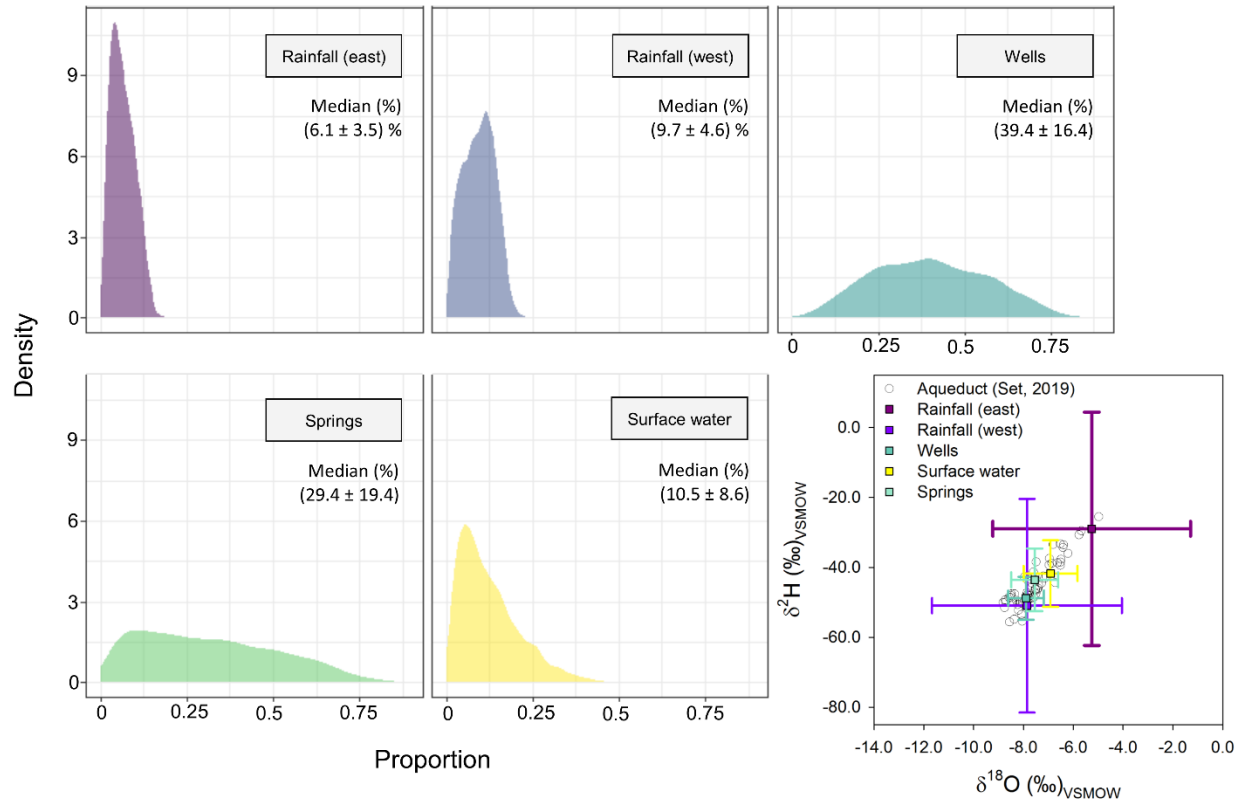 Rainfall (east)
Median (%)
(6.1 ± 3.5) %
Rainfall (west)
Median (%)
(9.7 ± 4.6) %
Wells
Median (%)
(39.4 ± 16.4)
9
6
3
0
0
0.25
0.5
0.75
Density
Springs
Median (%)
(29.4 ± 19.4)
Surface water
Median (%)
(10.5 ± 8.6)
9
6
3
0
0
0.25
0.5
0.75
0
0.25
0.5
0.75
Proportion
Aqueduct (Set, 2019)
Rainfall (east)
Rainfall (west)
Wells
Surface water
Springs
0.0
-20.0
-40.0
-60.0
-80.0
δ²H (‰)VSMOW
-14.0 -12.0 -10.0 -8.0 -6.0 -4.0 -2.0 0.0
δ¹⁸O (‰)VSMOW